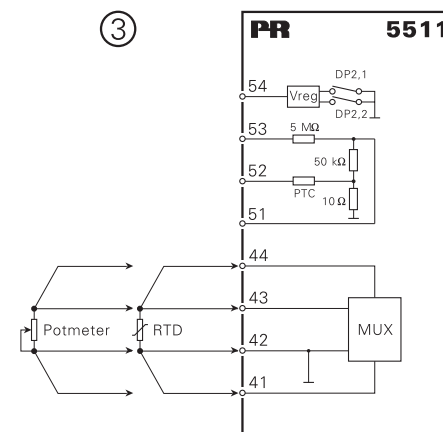 3
PR 5511
DP2,1
54
Vreg
DP2,2
53
5 MΩ
50 kΩ
52
PTC
10 Ω
51
44
43
Potmeter
RTD
MUX
42
41